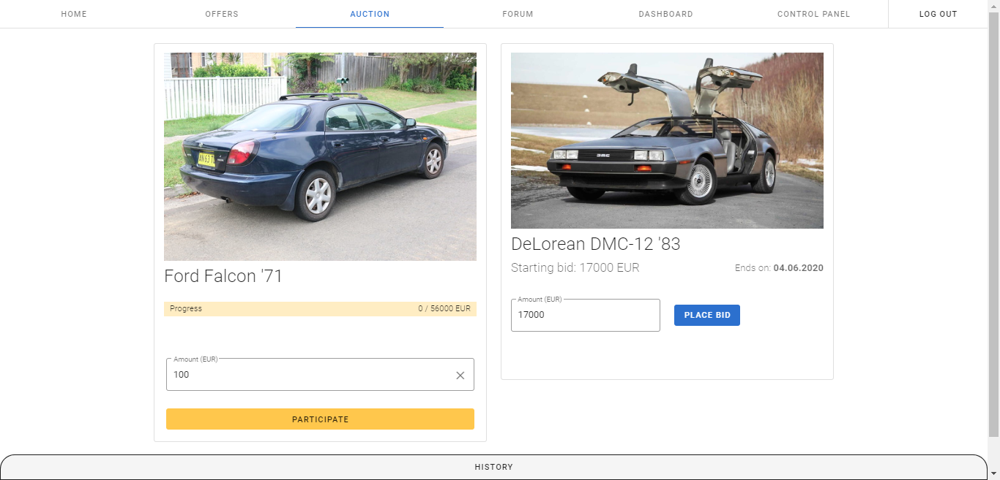 HOME OFFERS AUCTION FORUM DASHBOARD CONTROL PANEL LOG OUT
Ford Falcon '71
Progress 0 / 56000 EUR
Amount (EUR)
100
PARTICIPATE
DMC
DeLorean DMC-12 '83
Starting bid: 17000 EUR Ends on: 04.06.2020
Amount (EUR)
17000 PLACE BID
HISTORY